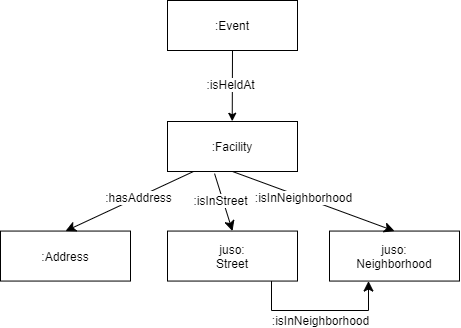 :Event
:isHeldAt
:Facility
:hasAddress
:isInStreet
:isInNeighborhood
:Address
juso:
Street
juso:
Neighborhood
:isInNeighborhood